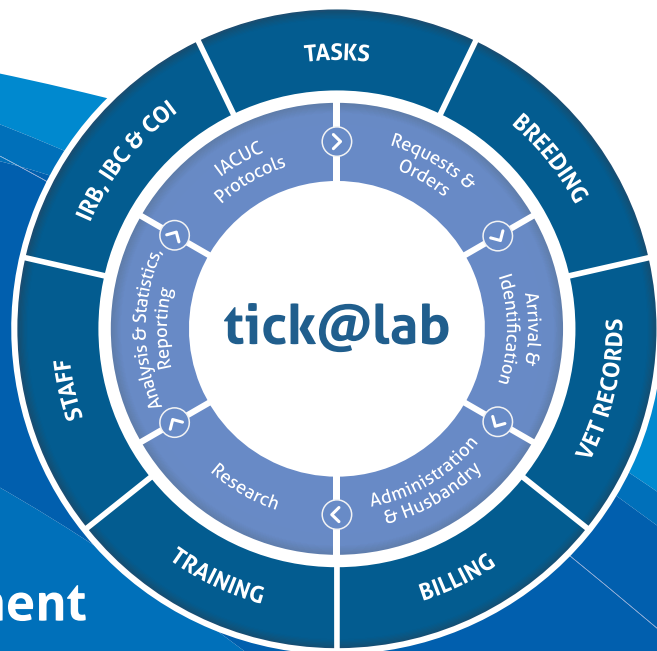 TASKS
BREEDING
VET RECORDS
BILLING
TRAINING
STAFF
IRB, IBC & COI
IACUC
Protocols
Requests &
Orders
Arrival &
Identification
Administration
& Husbandry
Research
Analysis & Statistics,
Reporting
tick@lab